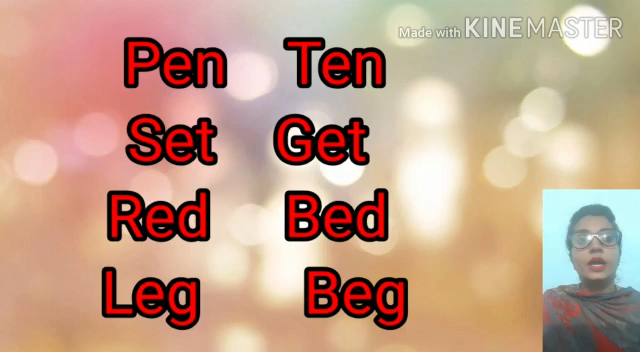 Made with KINEMASTER
Pen Ten
Set Get
Red Bed
Leg Beg